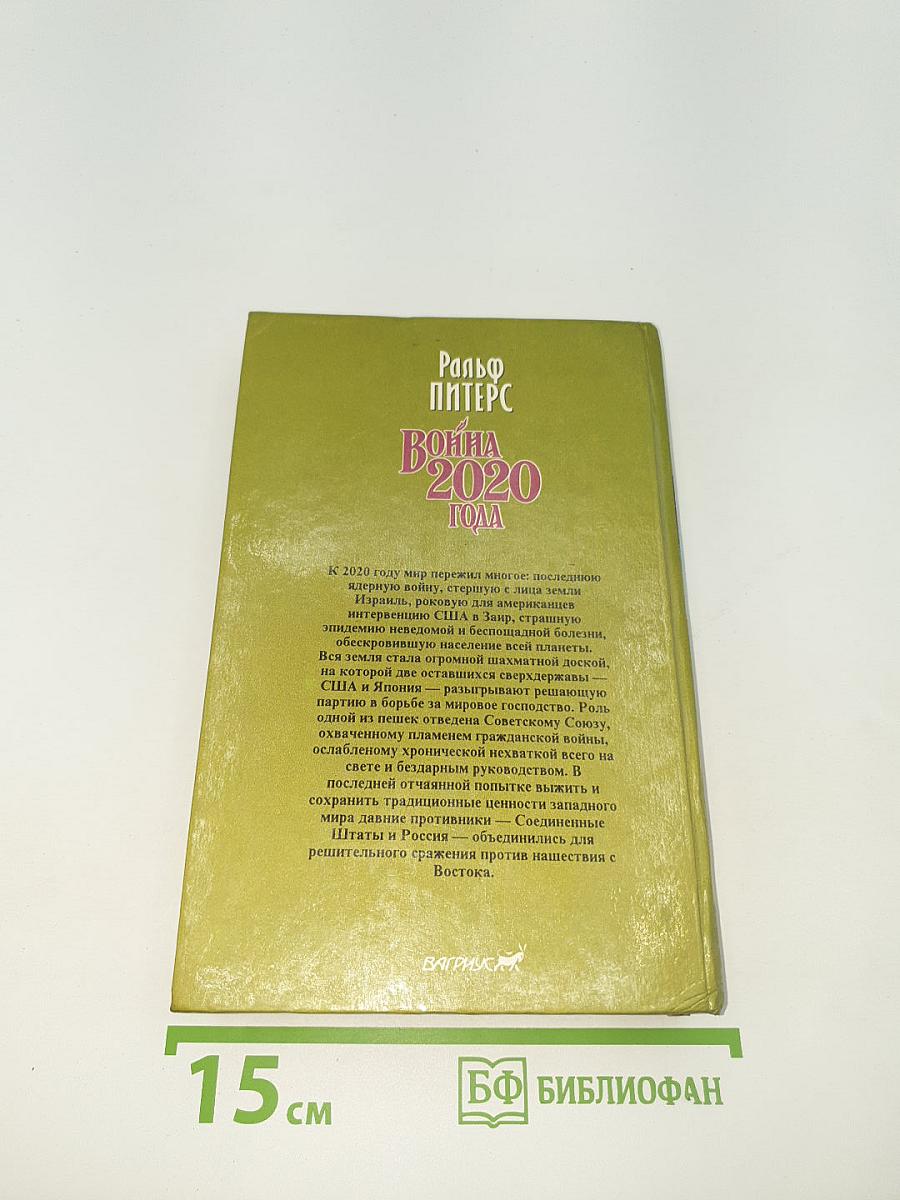 Ральф
ПИТЕРС
ВОЙНА
2020
ГОДА
К 2020 году мир пережил многое: последнюю
ядерную войну, стершую с лица земли
Израиль, роковую для американцев
интервенцию США в Заир, страшную
эпидемию неведомой и беспощадной болезни,
обескровившую население всей планеты.
Вся земля стала огромной шахматной доской,
на которой две оставшихся сверхдержавы —
США и Япония — разыгрывают решающую
партию в борьбе за мировое господство. Роль
одной из пешек отведена Советскому Союзу,
охваченному пламенем гражданской войны,
ослабленому хронической нехваткой всего на
свете и бездарным руководством. В
последней отчаянной попытке выжить и
сохранить традиционные ценности западного
мира давние противники — Соединенные
Штаты и Россия — объединились для
решительного сражения против нашествия с
Востока.
ВАГРИУС
15 см
БФ БИБЛИОФАН